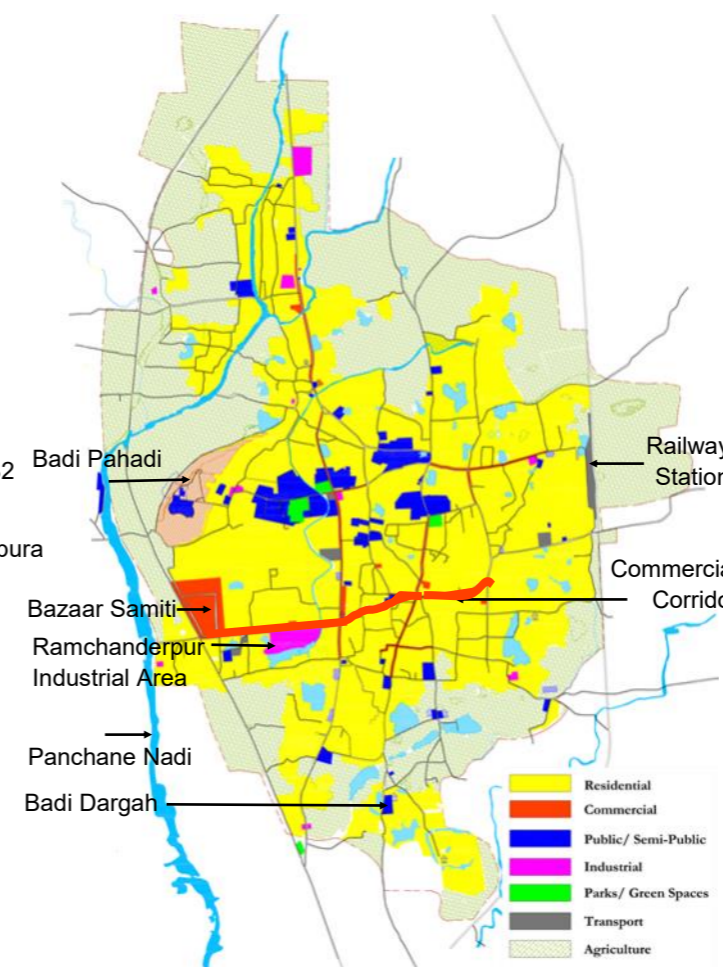 Badi Pahadi
Railway
Station
Commercia
Corrido
Bazaar Samiti
Ramchanderpur
Industrial Area
Panchane Nadi
Badi Dargah
Residential
Commercial
Public/ Semi-Public
Industrial
Parks/ Green Spaces
Transport
Agriculture